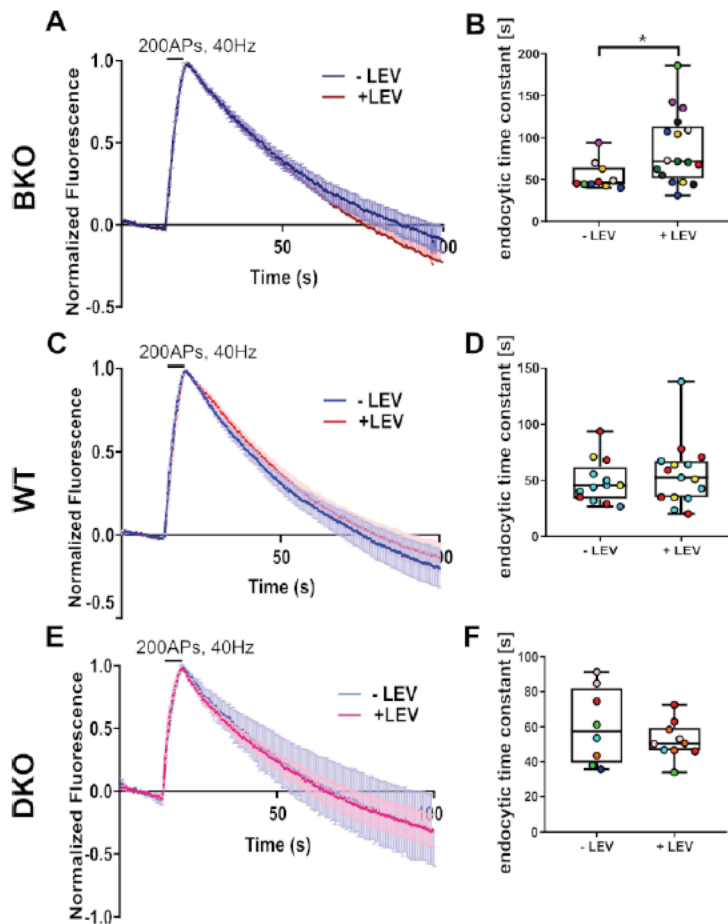 A
200APs, 40Hz
- LEV
+LEV
BKO
Normalized Fluorescence
1.0
0.5
0.0
-0.5
50
00
Time (s)
B
*
endocytic time constant [s]
200
150
100
50
0
- LEV
+ LEV
C
200APs, 40Hz
- LEV
+LEV
WT
Normalized Fluorescence
1.0
0.5
0.0
-0.5
50
00
Time (s)
D
endocytic time constant [s]
150
100
50
0
- LEV
+ LEV
E
200APs, 40Hz
- LEV
+LEV
DKO
Normalized Fluorescence
1.0
0.5
0.0
-0.5
-1.0
50
100
Time (s)
F
endocytic time constant [s]
100
80
60
40
20
0
- LEV
+ LEV